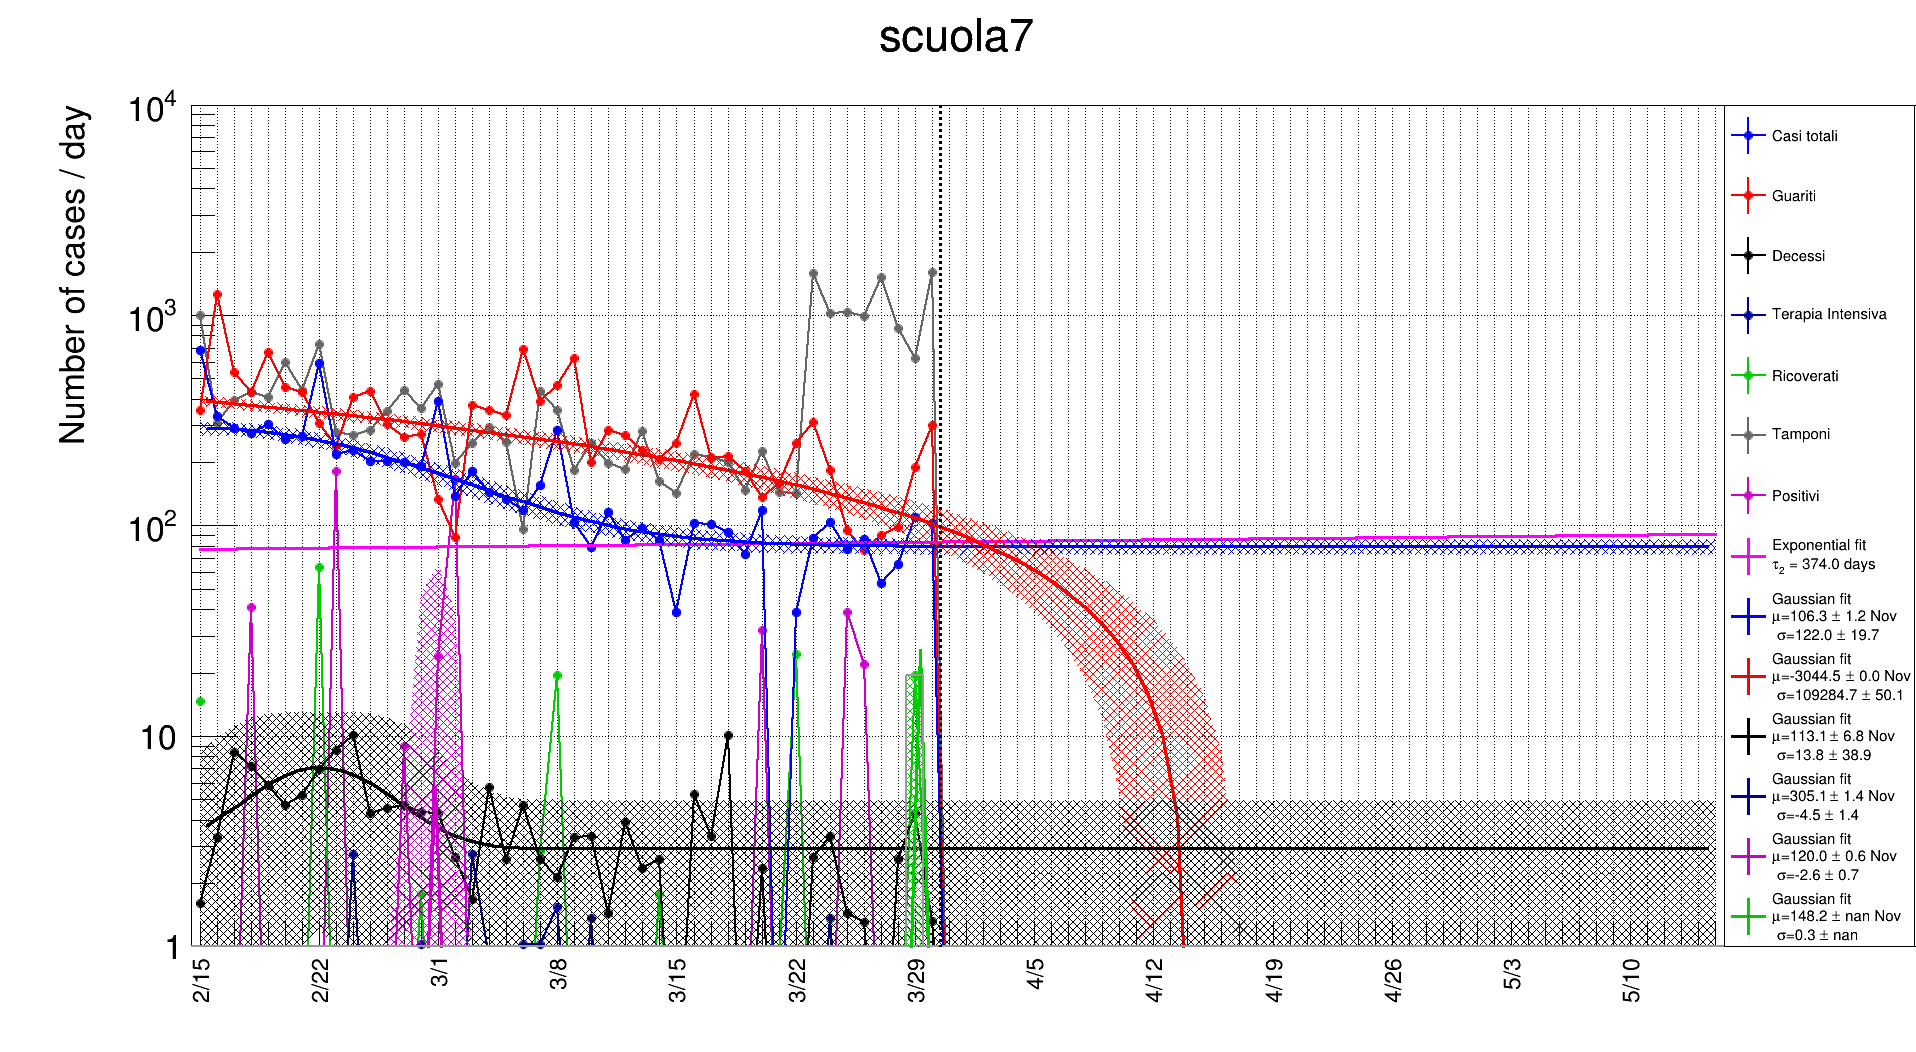 scuola7
Number of cases / day
10^4
10^3
10^2
10
1
2/15
2/22
3/1
3/8
3/15
3/22
3/29
4/5
4/12
4/19
4/26
5/3
5/10
Casi totali
Guariti
Decessi
Terapia Intensiva
Ricoverati
Tamponi
Positivi
Exponential fit
τ₂ = 374.0 days
Gaussian fit
μ=106.3 ± 1.2 Nov
σ=122.0 ± 19.7
Gaussian fit
μ=-3044.5 ± 0.0 Nov
σ=109284.7 ± 50.1
Gaussian fit
μ=113.1 ± 6.8 Nov
σ=13.8 ± 38.9
Gaussian fit
μ=305.1 ± 1.4 Nov
σ=-4.5 ± 1.4
Gaussian fit
μ=120.0 ± 0.6 Nov
σ=-2.6 ± 0.7
Gaussian fit
μ=148.2 ± nan Nov
σ=0.3 ± nan